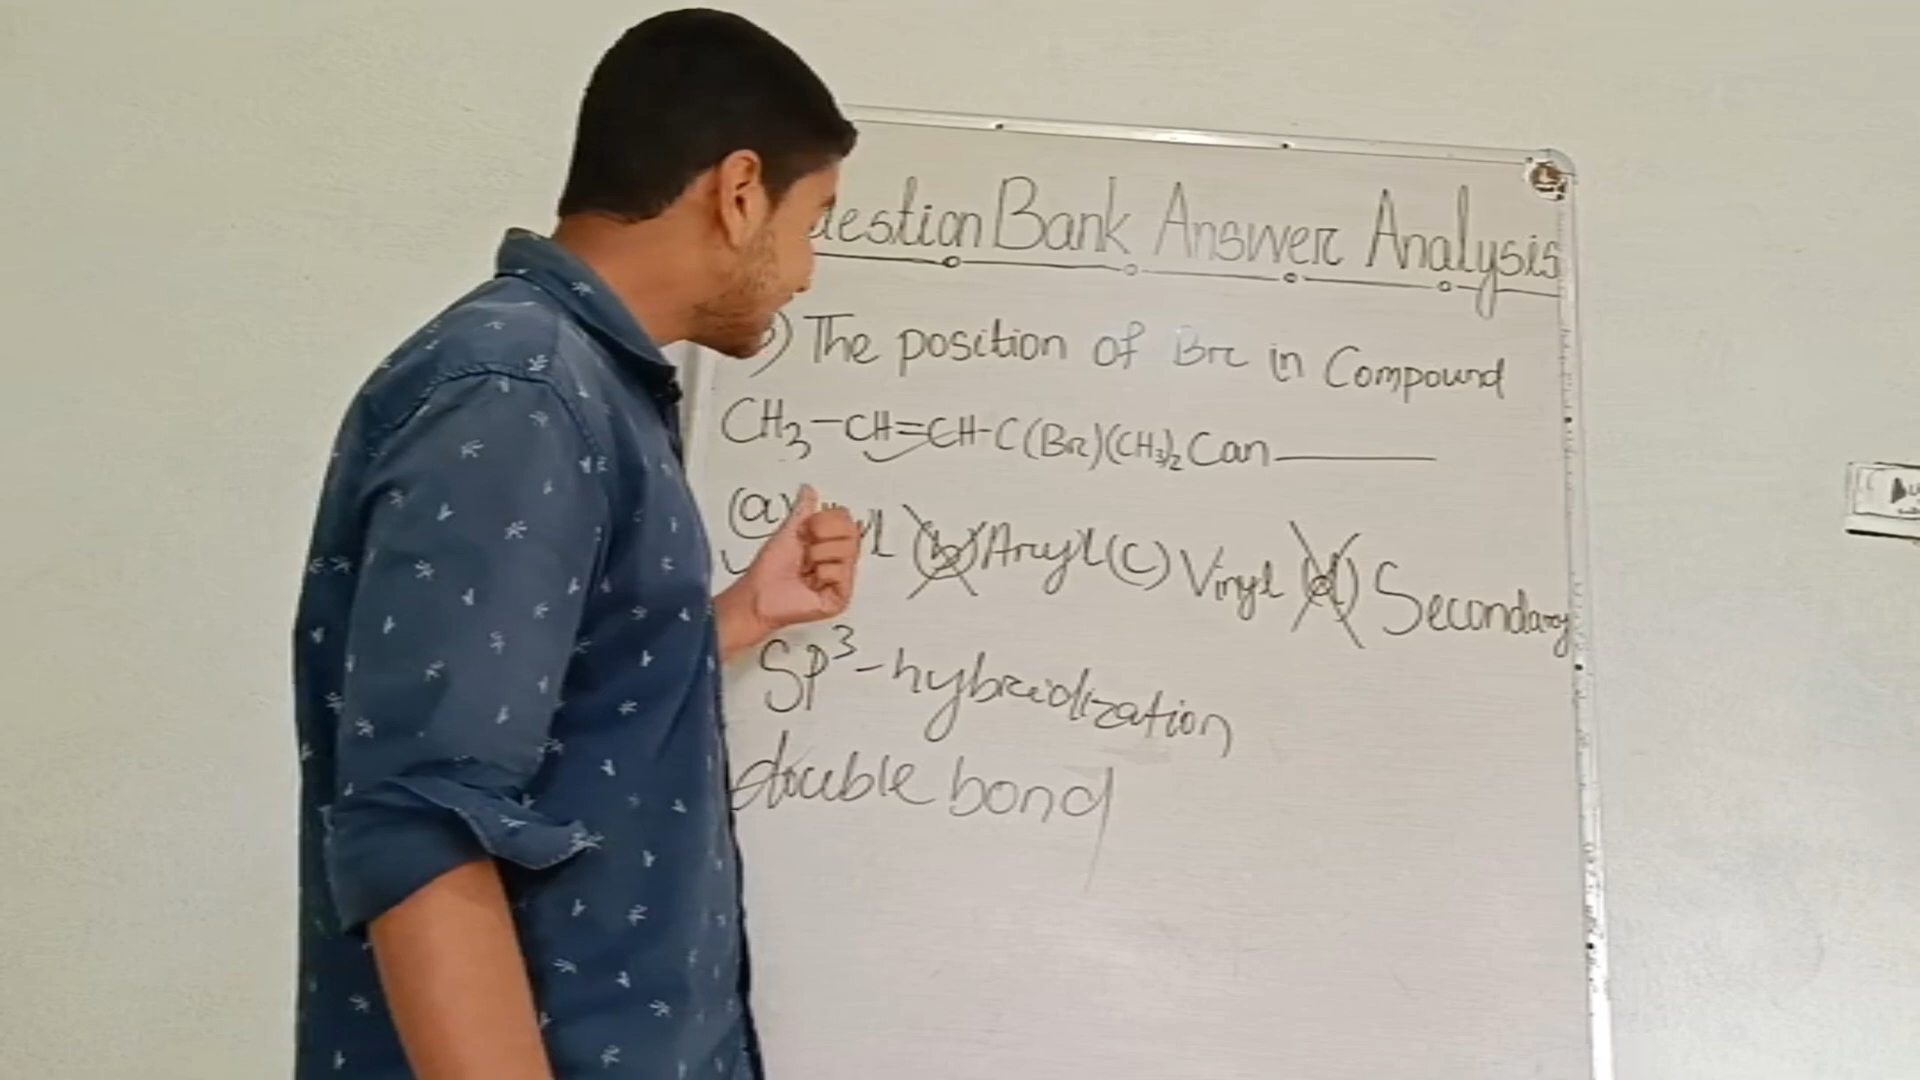 uestion Bank Answer Analysis
) The position of Br in Compound
CH₃-CH=CH-C(Br)(CH₃)₂ Can
(a) (b) Aryl (c) Vinyl (d) Secondary
SP³-hybridization
double bond